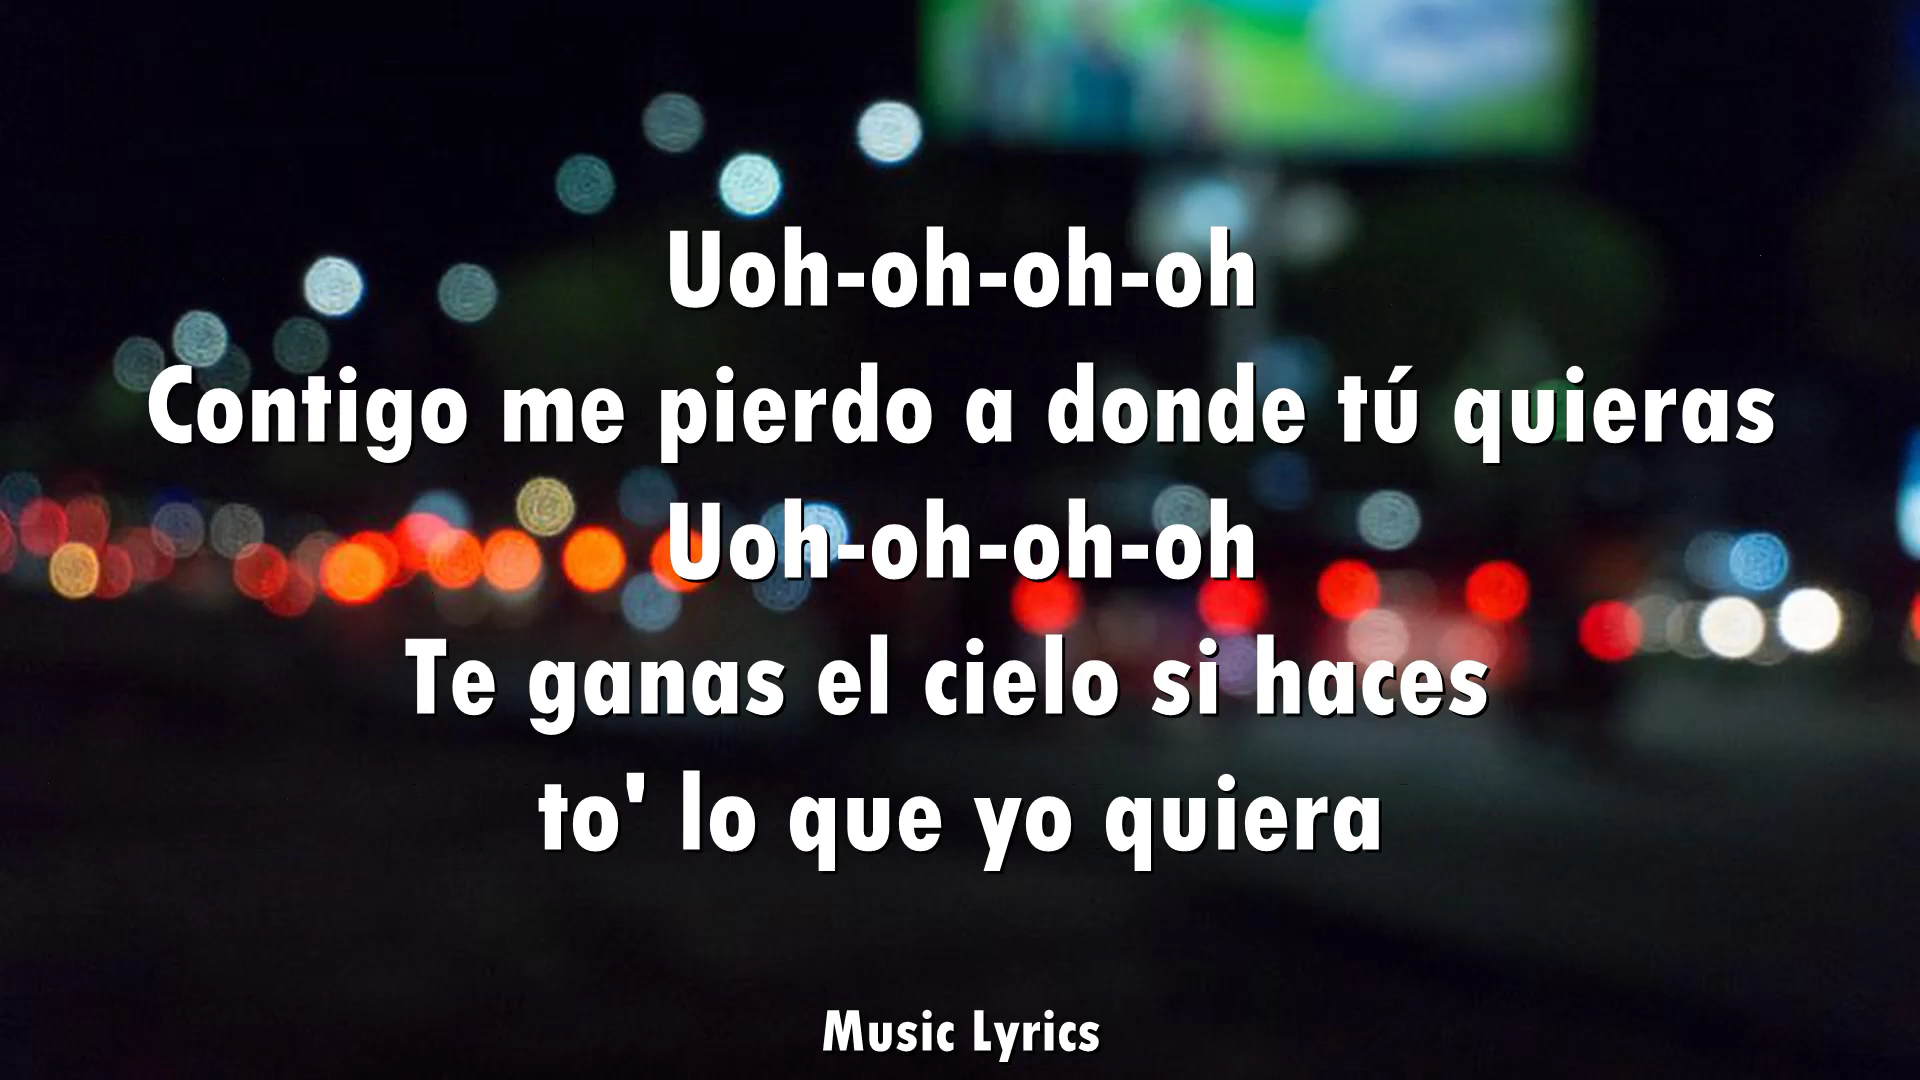 Uoh-oh-oh-oh
Contigo me pierdo a donde tú quieras
Uoh-oh-oh-oh
Te ganas el cielo si haces
to' lo que yo quiera
Music Lyrics